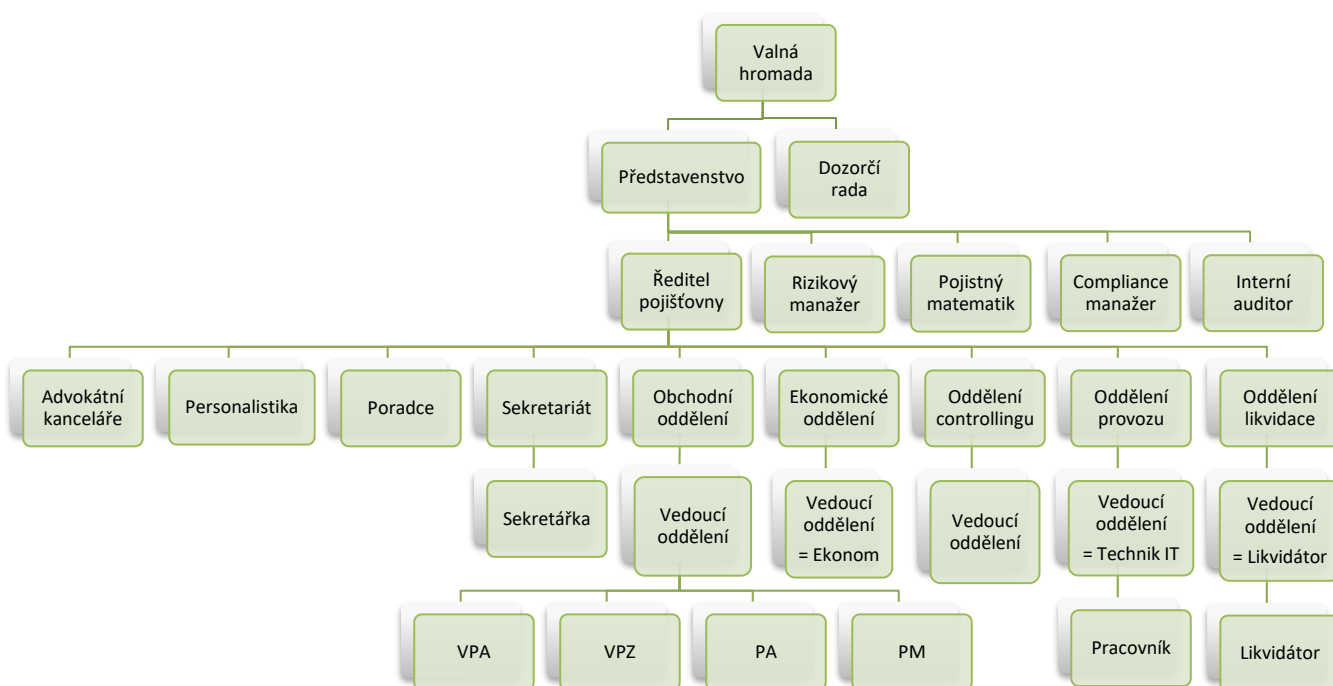 Valná
hromada
Představenstvo
Dozorčí
rada
Ředitel
pojišťovny
Rizikový
manažer
Pojistný
matematik
Compliance
manažer
Interní
auditor
Advokátní
kanceláře
Personalistika
Poradce
Sekretariát
Obchodní
oddělení
Ekonomické
oddělení
Oddělení
controllingu
Oddělení
provozu
Oddělení
likvidace
Sekretářka
Vedoucí
oddělení
Vedoucí
oddělení
= Ekonom
Vedoucí
oddělení
Vedoucí
oddělení
= Technik IT
Vedoucí
oddělení
= Likvidátor
VPA
VPZ
PA
PM
Pracovník
Likvidátor